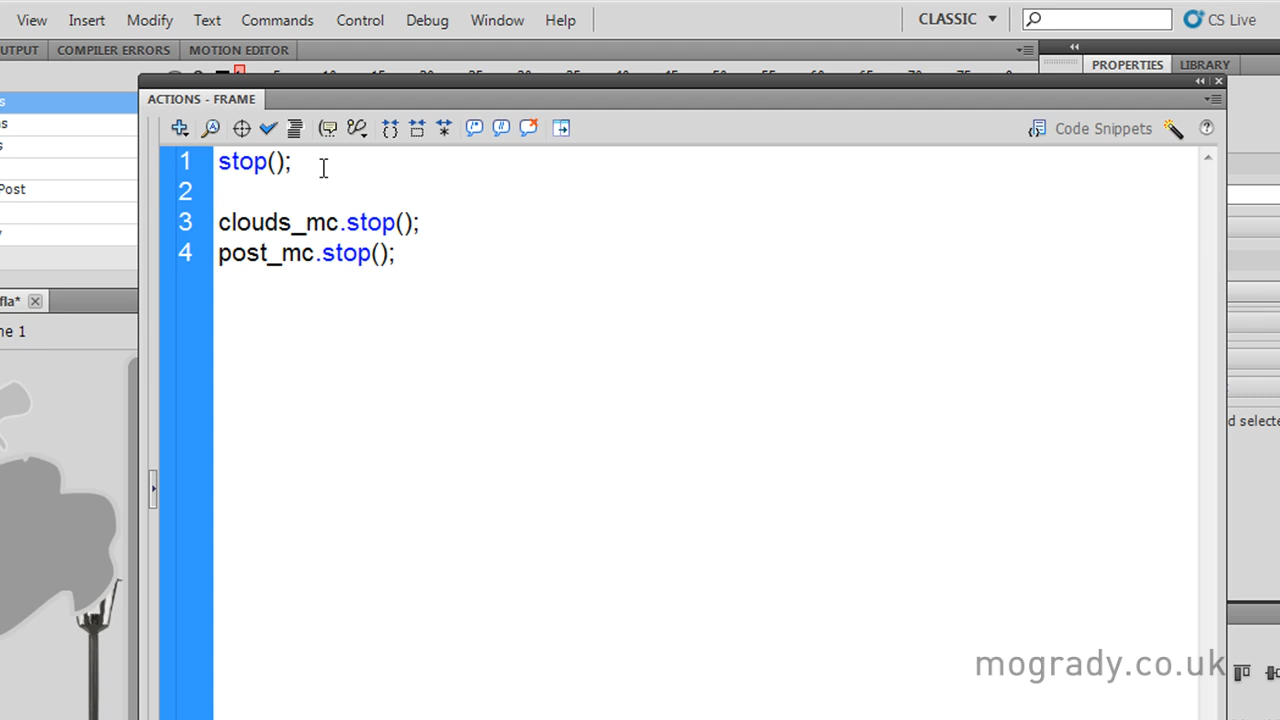 View Insert Modify Text Commands Control Debug Window Help CLASSIC CS Live
UTPUT COMPILER ERRORS MOTION EDITOR
PROPERTIES LIBRARY
ACTIONS - FRAME
Code Snippets
1 stop();
2
3 clouds_mc.stop();
4 post_mc.stop();
Post
fla*
ne 1
d selecte
mogrady.co.uk